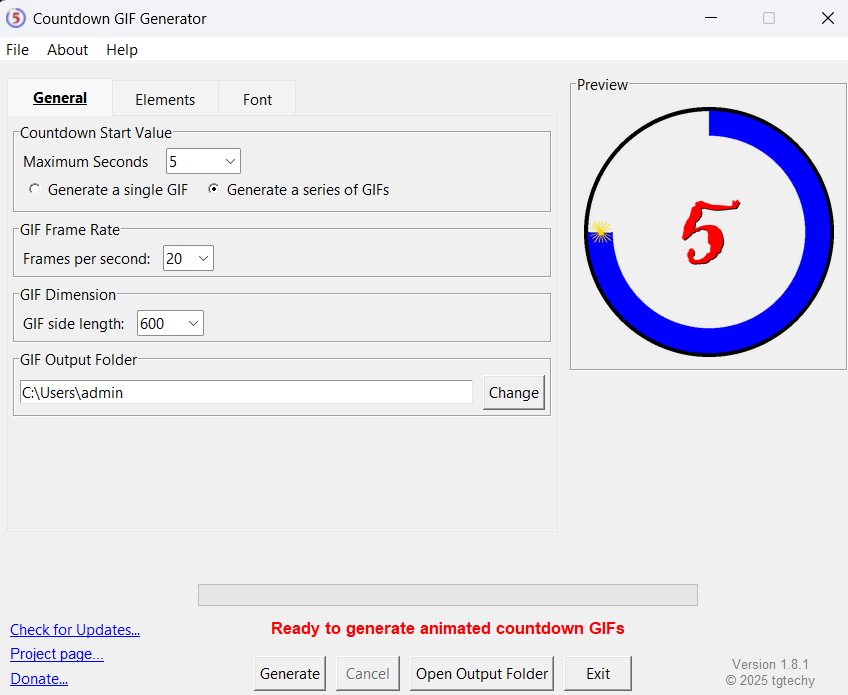 5 Countdown GIF Generator
File About Help
General Elements Font
Preview
Countdown Start Value
Maximum Seconds 5
Generate a single GIF Generate a series of GIFs
5
GIF Frame Rate
Frames per second: 20
GIF Dimension
GIF side length: 600
GIF Output Folder
C:\Users\admin Change
Check for Updates...
Ready to generate animated countdown GIFs
Project page...
Donate...
Generate Cancel Open Output Folder Exit
Version 1.8.1
© 2025 tgtechy